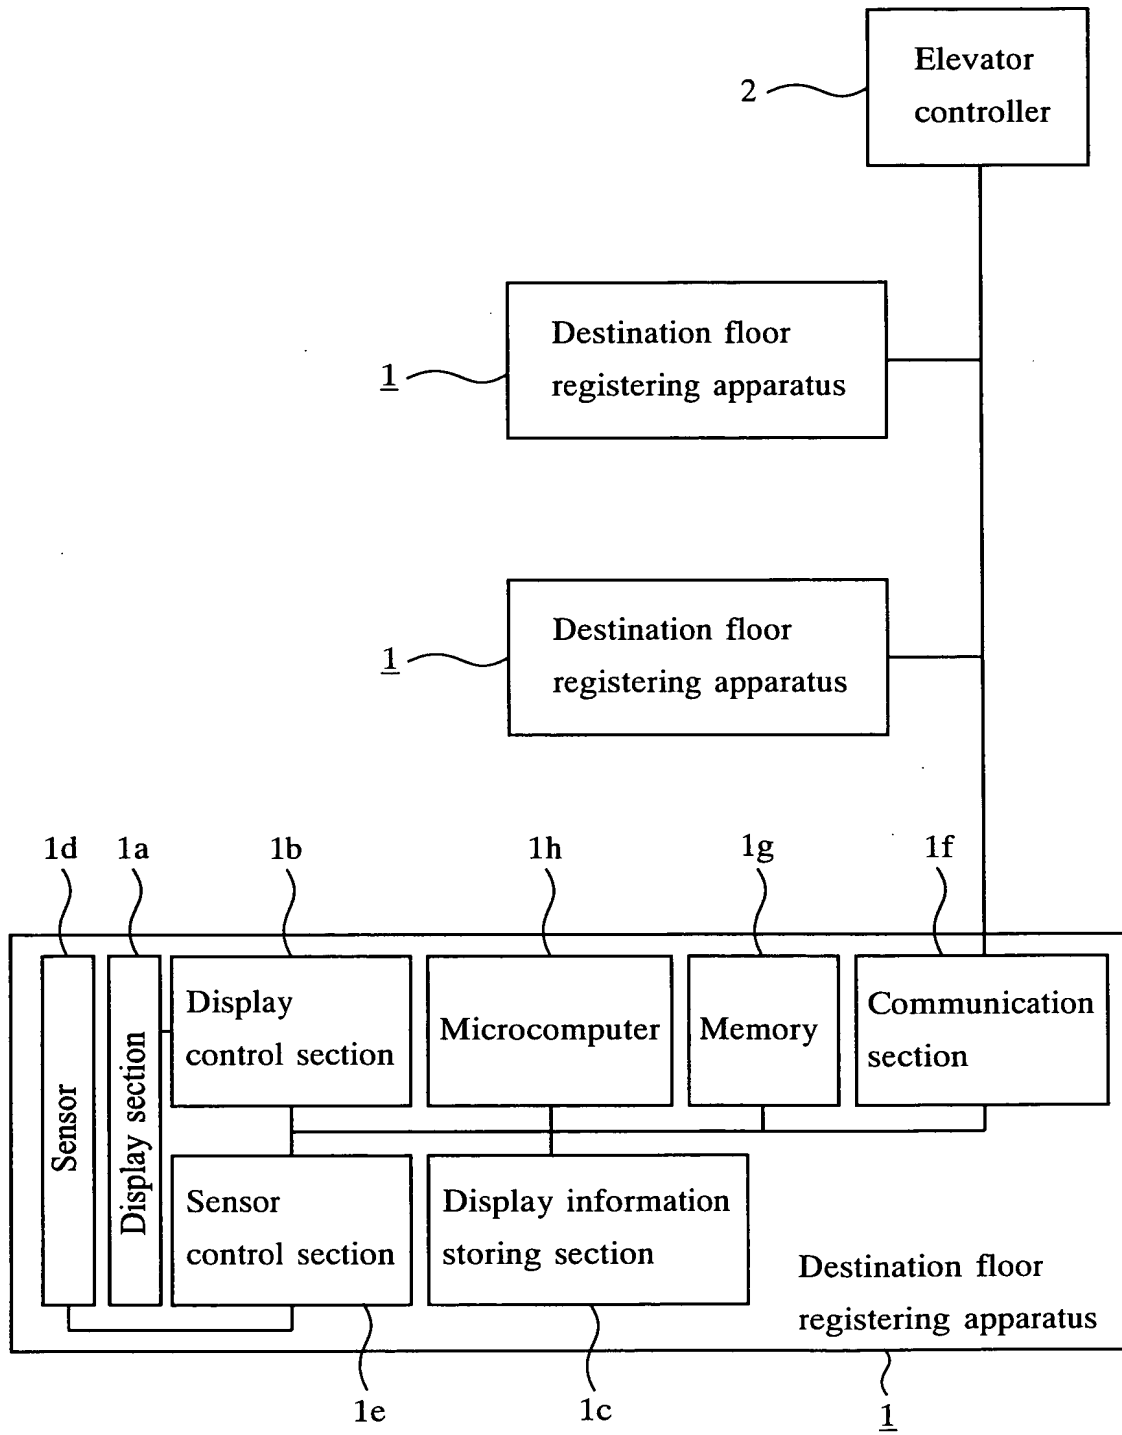 Elevator
controller
2
Destination floor
registering apparatus
1
Destination floor
registering apparatus
1
1d 1a 1b 1h 1g 1f
Sensor
Display section
Display
control section
Microcomputer
Memory
Communication
section
Sensor
control section
Display information
storing section
Destination floor
registering apparatus
1e 1c 1